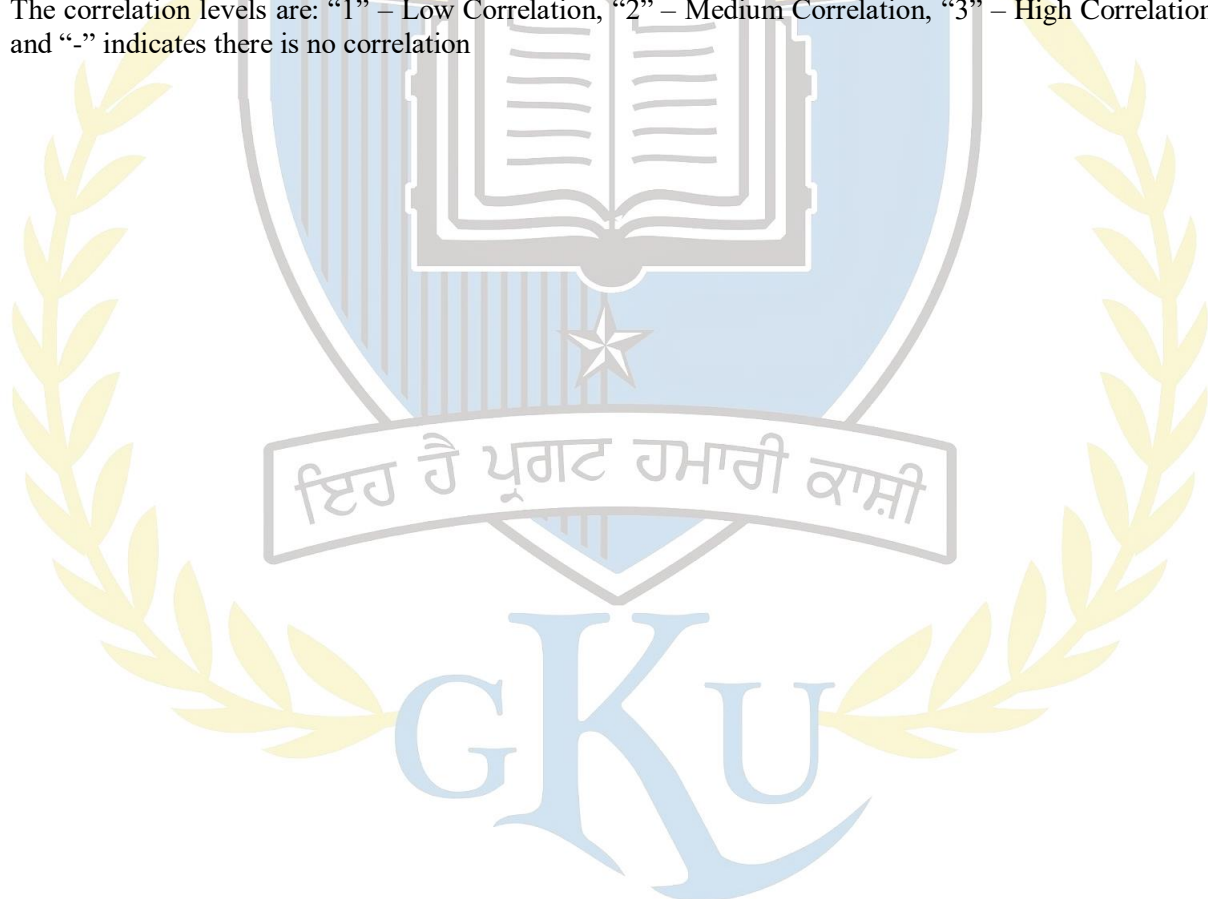 The correlation levels are: “1” – Low Correlation, “2” – Medium Correlation, “3” – High Correlation
and “-” indicates there is no correlation
ਇਹ ਹੈ ਪ੍ਰਗਟ ਹਮਾਰੀ ਕਾਸ਼ੀ
GKU